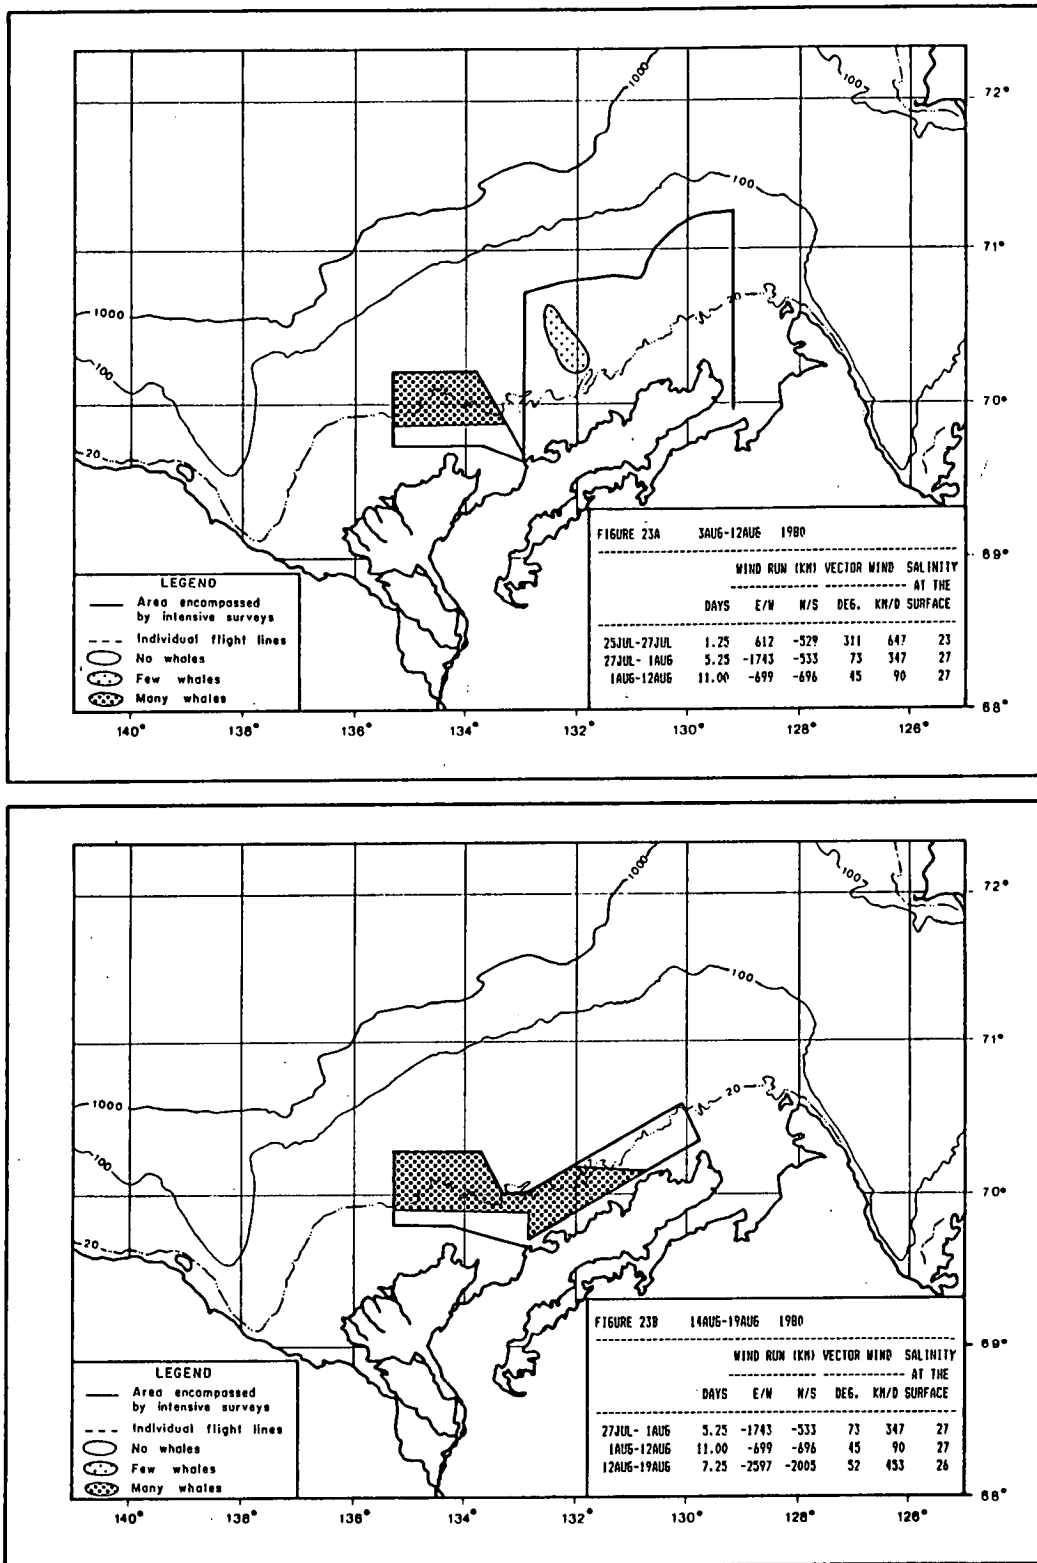 1000
1000
72°
100
71°
1000
100
20
70°
20
FIGURE 23A 3AUG-12AUG 1980
69°
WIND RUN (KM) VECTOR WIND SALINITY
AT THE
DAYS E/W N/S DEG. KM/D SURFACE
25JUL-27JUL 1.25 612 -529 311 647 23
27JUL- 1AUG 5.25 -1743 -533 73 347 27
1AUG-12AUG 11.00 -699 -696 45 90 27
LEGEND
Area encompassed
by intensive surveys
Individual flight lines
No whales
Few whales
Many whales
68°
140° 138° 136° 134° 132° 130° 128° 126°
1000
1000
72°
100
71°
1000
100
20
70°
20
FIGURE 23B 14AUG-19AUG 1980
69°
WIND RUN (KM) VECTOR WIND SALINITY
AT THE
DAYS E/W N/S DEG. KM/D SURFACE
27JUL- 1AUG 5.25 -1743 -533 73 347 27
1AUG-12AUG 11.00 -699 -696 45 90 27
12AUG-19AUG 7.25 -2597 -2005 52 453 26
LEGEND
Area encompassed
by intensive surveys
Individual flight lines
No whales
Few whales
Many whales
68°
140° 138° 136° 134° 132° 130° 128° 126°